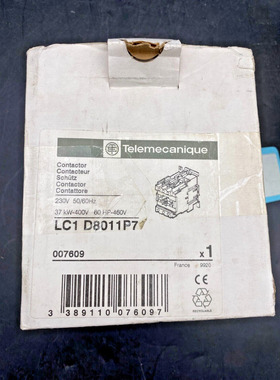 Telemecanique
Contactor
Contacteur
Schütz
Contactor
Contattore
230V 50/60Hz
37 kW-400V 60 HP-460V
LC1 D8011P7
007609
x 1
France
3 389110 076097
RECYCLABLE